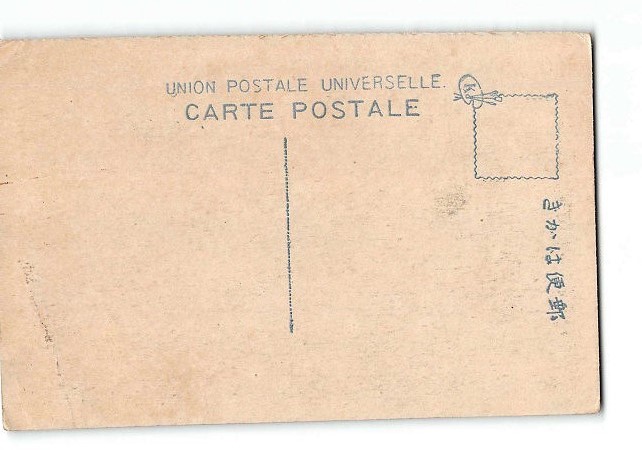 UNION POSTALE UNIVERSELLE.
CARTE POSTALE
きかは便郵